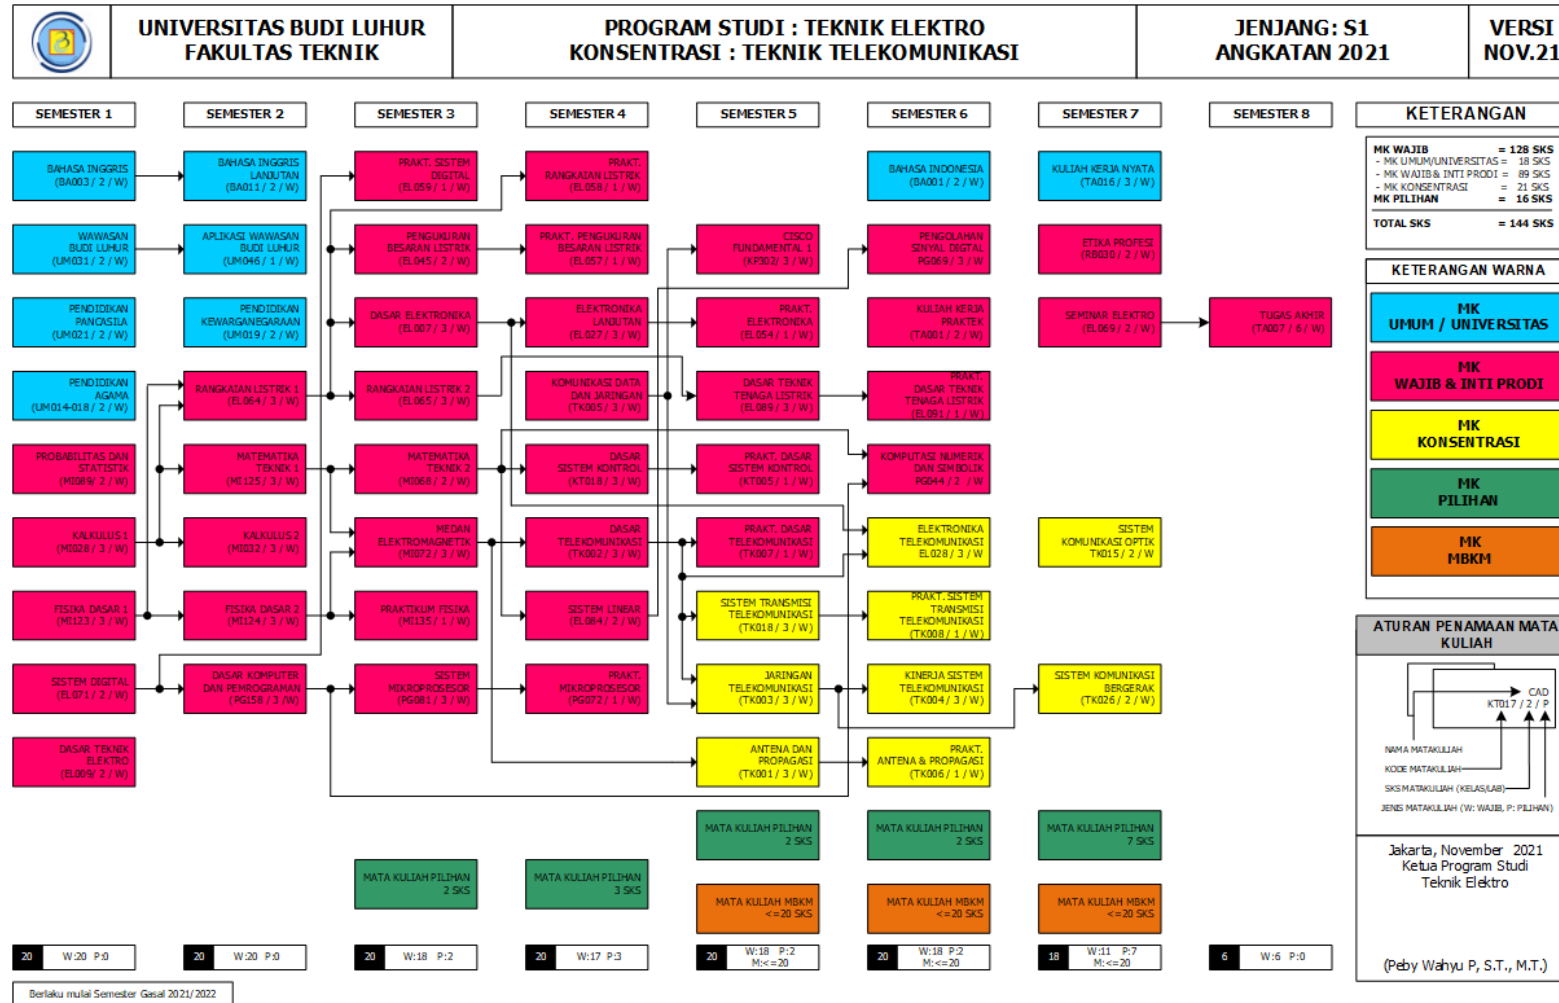 UNIVERSITAS BUDI LUHUR
FAKULTAS TEKNIK
PROGRAM STUDI : TEKNIK ELEKTRO
KONSENTRASI : TEKNIK TELEKOMUNIKASI
JENJANG: S1
ANGKATAN 2021
VERSI
NOV.21
SEMESTER 1
SEMESTER 2
SEMESTER 3
SEMESTER 4
SEMESTER 5
SEMESTER 6
SEMESTER 7
SEMESTER 8
BAHASA INGGRIS
(BA003 / 2 / W)
BAHASA INGGRIS
LANJUTAN
(BA011 / 2 / W)
PRAKT. SISTEM
DIGITAL
(EL059 / 1 / W)
PRAKT.
RANGKAIAN LISTRIK
(EL058 / 1 / W)
BAHASA INDONESIA
(BA001 / 2 / W)
KULIAH KERJA NYATA
(TA016 / 3 / W)
WAWASAN
BUDI LUHUR
(UM031 / 2 / W)
APLIKASI WAWASAN
BUDI LUHUR
(UM046 / 1 / W)
PENGUKURAN
BESARAN LISTRIK
(EL045 / 2 / W)
PRAKT. PENGUKURAN
BESARAN LISTRIK
(EL057 / 1 / W)
CISCO
FUNDAMENTAL 1
(KP302/ 3 / W)
PENGOLAHAN
SINYAL DIGTAL
PG069 / 3 / W
ETIKA PROFESI
(RB030 / 2 / W)
PENDIDIKAN
PANCASILA
(UM021 / 2 / W)
PENDIDIKAN
KEWARGANEGARAAN
(UM019 / 2 / W)
DASAR ELEKTRONIKA
(EL007 / 3 / W)
ELEKTRONIKA
LANJUTAN
(EL027 / 3 / W)
PRAKT.
ELEKTRONIKA
(EL054 / 1 / W)
KULIAH KERJA
PRAKTEK
(TA001 / 2 / W)
SEMINAR ELEKTRO
(EL069 / 2 / W)
TUGAS AKHIR
(TA007 / 6 / W)
PENDIDIKAN
AGAMA
(UM014-018 / 2 / W)
RANGKAIAN LISTRIK 1
(EL064 / 3 / W)
RANGKAIAN LISTRIK 2
(EL065 / 3 / W)
KOMUNIKASI DATA
DAN JARINGAN
(TK005 / 3 / W)
DASAR TEKNIK
TENAGA LISTRIK
(EL089 / 3 / W)
PRAKT.
DASAR TEKNIK
TENAGA LISTRIK
(EL091 / 1 / W)
PROBABILITAS DAN
STATISTIK
(MI089/ 2 / W)
MATEMATIKA
TEKNIK 1
(MI125 / 3 / W)
MATEMATIKA
TEKNIK 2
(MI068 / 2 / W)
DASAR
SISTEM KONTROL
(KT018 / 3 / W)
PRAKT. DASAR
SISTEM KONTROL
(KT005 / 1 / W)
KOMPUTASI NUMERIK
DAN SIMBOLIK
PG044 / 2 / W
KALKULUS 1
(MI028 / 3 / W)
KALKULUS 2
(MI032 / 3 / W)
MEDAN
ELEKTROMAGNETIK
(MI072 / 3 / W)
DASAR
TELEKOMUNIKASI
(TK002 / 3 / W)
PRAKT. DASAR
TELEKOMUNIKASI
(TK007 / 1 / W)
ELEKTRONIKA
TELEKOMUNIKASI
EL028 / 3 / W
SISTEM
KOMUNIKASI OPTIK
TK015 / 2 / W
FISIKA DASAR 1
(MI123 / 3 / W)
FISIKA DASAR 2
(MI124 / 3 / W)
PRAKTIKUM FISIKA
(MI135 / 1 / W)
SISTEM LINEAR
(EL084 / 2 / W)
SISTEM TRANSMISI
TELEKOMUNIKASI
(TK018 / 3 / W)
PRAKT. SISTEM
TRANSMISI
TELEKOMUNIKASI
(TK008 / 1 / W)
SISTEM DIGITAL
(EL071 / 2 / W)
DASAR KOMPUTER
DAN PEMROGRAMAN
(PG158 / 3 /W)
SISTEM
MIKROPROSESOR
(PG081 / 3 / W)
PRAKT.
MIKROPROSESOR
(PG072 / 1 / W)
JARINGAN
TELEKOMUNIKASI
(TK003 / 3 / W)
KINERJA SISTEM
TELEKOMUNIKASI
(TK004 / 3 / W)
SISTEM KOMUNIKASI
BERGERAK
(TK026 / 2 / W)
DASAR TEKNIK
ELEKTRO
(EL009/ 2 / W)
ANTENA DAN
PROPAGASI
(TK001 / 3 / W)
PRAKT.
ANTENA & PROPAGASI
(TK006 / 1 / W)
MATA KULIAH PILIHAN
2 SKS
MATA KULIAH PILIHAN
2 SKS
MATA KULIAH PILIHAN
7 SKS
MATA KULIAH PILIHAN
2 SKS
MATA KULIAH PILIHAN
3 SKS
MATA KULIAH MBKM
<=20 SKS
MATA KULIAH MBKM
<=20 SKS
MATA KULIAH MBKM
<=20 SKS
20 W:20 P:0
20 W:20 P:0
20 W:18 P:2
20 W:17 P:3
20 W:18 P:2
M:<=20
20 W:18 P:2
M:<=20
18 W:11 P:7
M:<=20
6 W:6 P:0
Berlaku mulai Semester Gasal 2021/2022
KETERANGAN
MK WAJIB = 128 SKS
- MK UMUM/UNIVERSITAS = 18 SKS
- MK WAJIB & INTI PRODI = 89 SKS
- MK KONSENTRASI = 21 SKS
MK PILIHAN = 16 SKS
TOTAL SKS = 144 SKS
KETERANGAN WARNA
MK
UMUM / UNIVERSITAS
MK
WAJIB & INTI PRODI
MK
KONSENTRASI
MK
PILIHAN
MK
MBKM
ATURAN PENAMAAN MATA
KULIAH
CAD
KT017 / 2 / P
NAMA MATAKULIAH
KODE MATAKULIAH
SKS MATAKULIAH (KELAS/LAB)
JENIS MATAKULIAH (W: WAJIB, P: PILIHAN)
Jakarta, November 2021
Ketua Program Studi
Teknik Elektro
(Peby Wahyu P, S.T., M.T.)